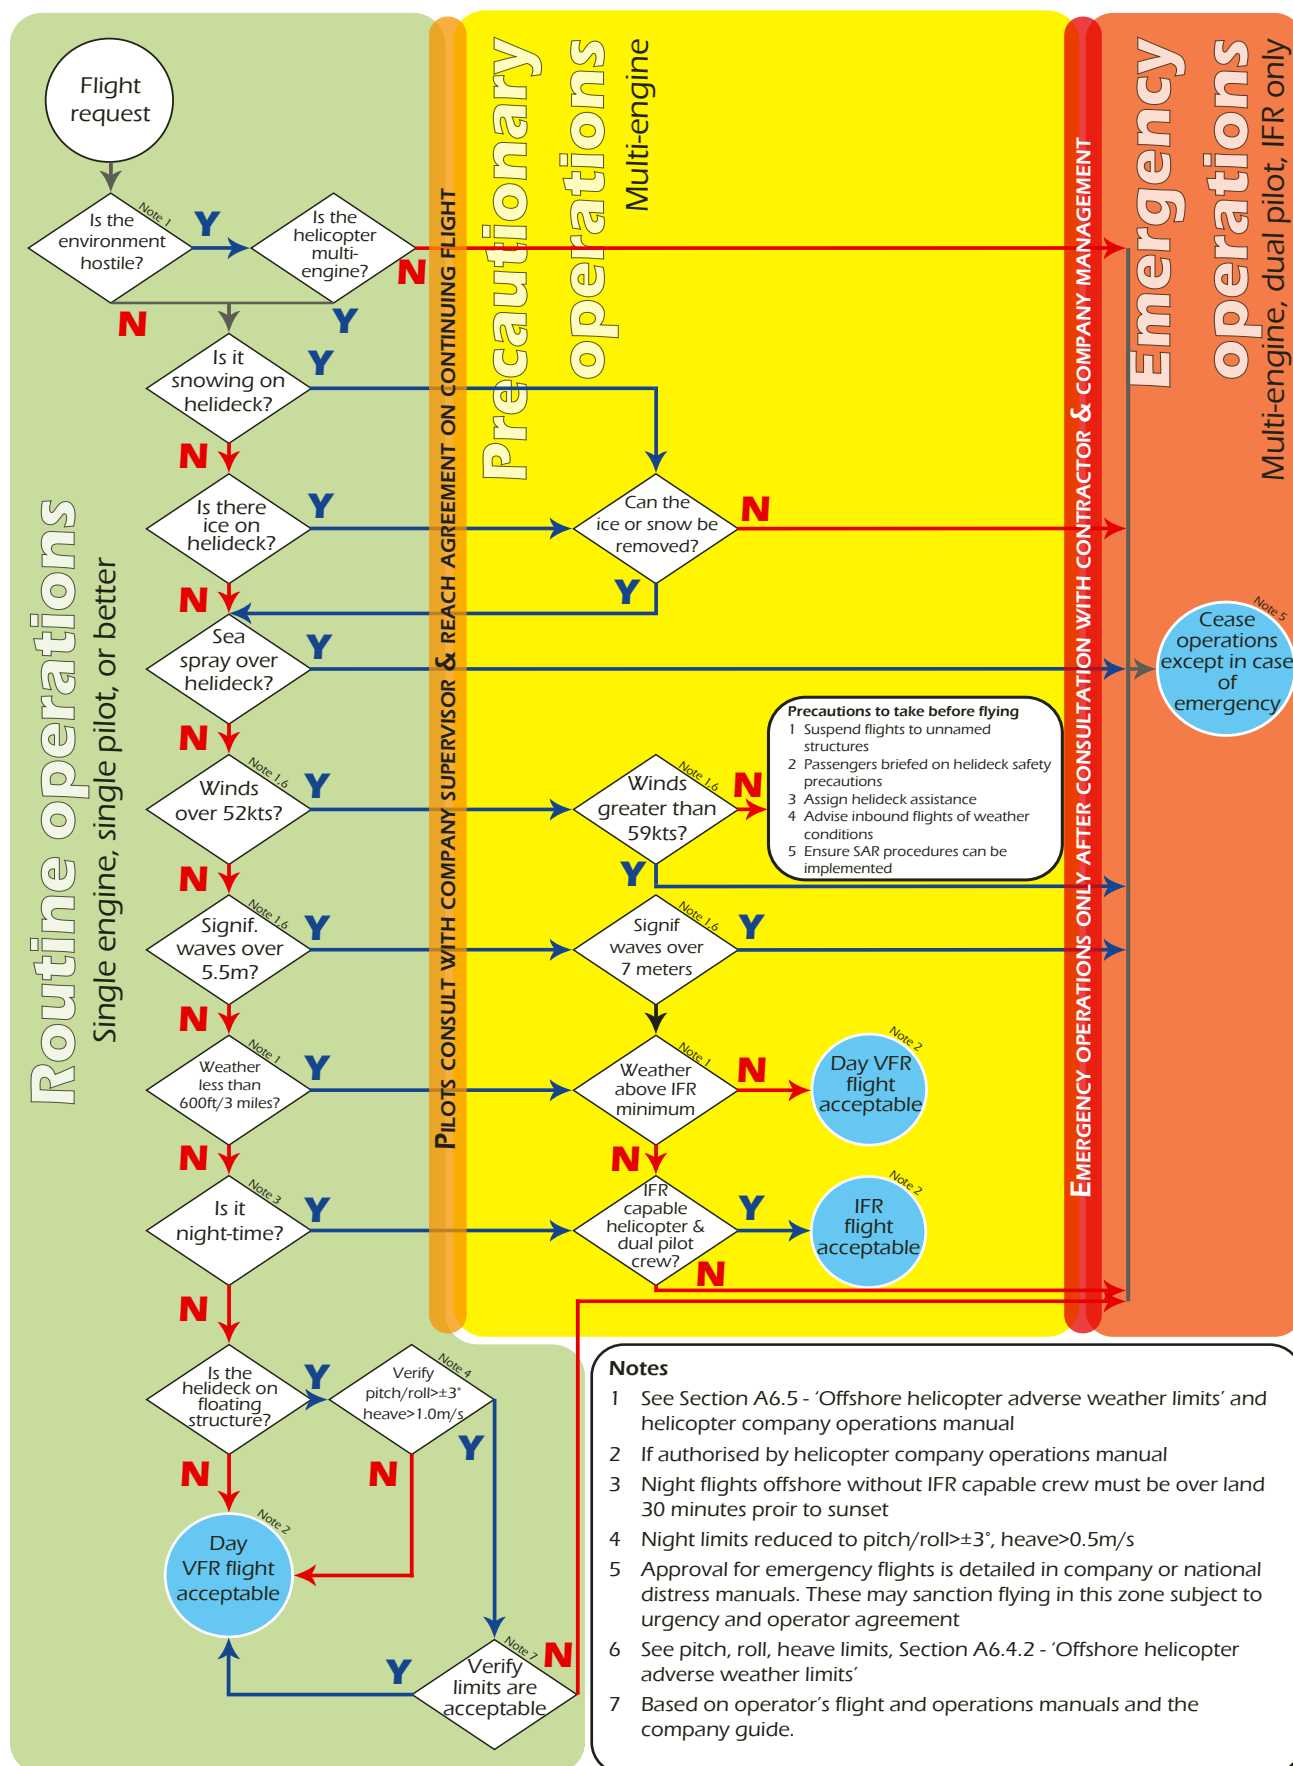 Flight
request
Is the
environment
hostile?
Note 1
Y
N
Is the
helicopter
multi-
engine?
N
Y
Is it
snowing on
helideck?
Y
N
Is there
ice on
helideck?
Y
N
Sea
spray over
helideck?
Y
N
Winds
over 52kts?
Note 1,6
Y
N
Signif.
waves over
5.5m?
Note 1,6
Y
N
Weather
less than
600ft/3 miles?
Note 1
Y
N
Is it
night-time?
Note 3
Y
N
Is the
helideck on
floating
structure?
Y
N
Verify
pitch/roll>±3°
heave>1.0m/s
Note 4
Y
N
Day
VFR flight
acceptable
Note 2
Verify
limits are
acceptable
Note 7
Y
N
Routine operations
Single engine, single pilot, or better
PILOTS CONSULT WITH COMPANY SUPERVISOR & REACH AGREEMENT ON CONTINUING FLIGHT
Precautionary
operations
Multi-engine
Can the
ice or snow be
removed?
N
Y
Winds
greater than
59kts?
Note 1,6
N
Y
Precautions to take before flying
1 Suspend flights to unnamed
structures
2 Passengers briefed on helideck safety
precautions
3 Assign helideck assistance
4 Advise inbound flights of weather
conditions
5 Ensure SAR procedures can be
implemented
Signif
waves over
7 meters
Note 1,6
Y
Weather
above IFR
minimum
Note 1
N
N
Day VFR
flight
acceptable
Note 2
IFR
capable
helicopter &
dual pilot
crew?
Y
N
IFR
flight
acceptable
Note 2
EMERGENCY OPERATIONS ONLY AFTER CONSULTATION WITH CONTRACTOR & COMPANY MANAGEMENT
Emergency
operations
Multi-engine, dual pilot, IFR only
Cease
operations
except in case
of
emergency
Note 5
Notes
1 See Section A6.5 - ‘Offshore helicopter adverse weather limits’ and
helicopter company operations manual
2 If authorised by helicopter company operations manual
3 Night flights offshore without IFR capable crew must be over land
30 minutes proir to sunset
4 Night limits reduced to pitch/roll>±3°, heave>0.5m/s
5 Approval for emergency flights is detailed in company or national
distress manuals. These may sanction flying in this zone subject to
urgency and operator agreement
6 See pitch, roll, heave limits, Section A6.4.2 - ‘Offshore helicopter
adverse weather limits’
7 Based on operator’s flight and operations manuals and the
company guide.